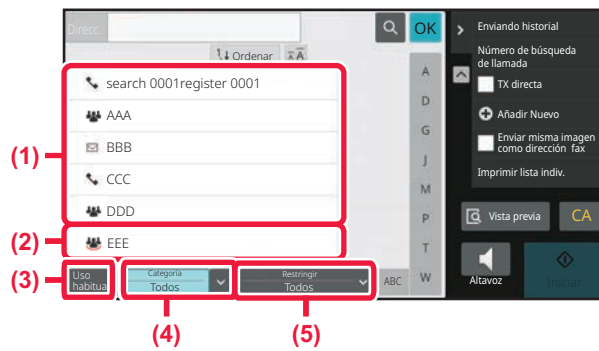 Direcc.
OK
Ordenar
search 0001register 0001
AAA
BBB
CCC
DDD
EEE
A
D
G
J
M
P
T
W
ABC
Uso
habitual
Categoría
Todos
Restringir
Todos
Enviando historial
Número de búsqueda
de llamada
TX directa
Añadir Nuevo
Enviar misma imagen
como dirección fax
Imprimir lista indiv.
Vista previa
CA
Altavoz
Iniciar
(1)
(2)
(3)
(4)
(5)